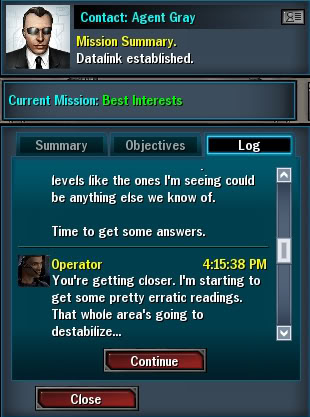 Contact: Agent Gray
Mission Summary.
Datalink established.
Current Mission: Best Interests
Summary
Objectives
Log
levels like the ones I'm seeing could
be anything else we know of.
Time to get some answers.
Operator
4:15:38 PM
You're getting closer. I'm starting to
get some pretty erratic readings.
That whole area's going to
destabilize...
Continue
Close